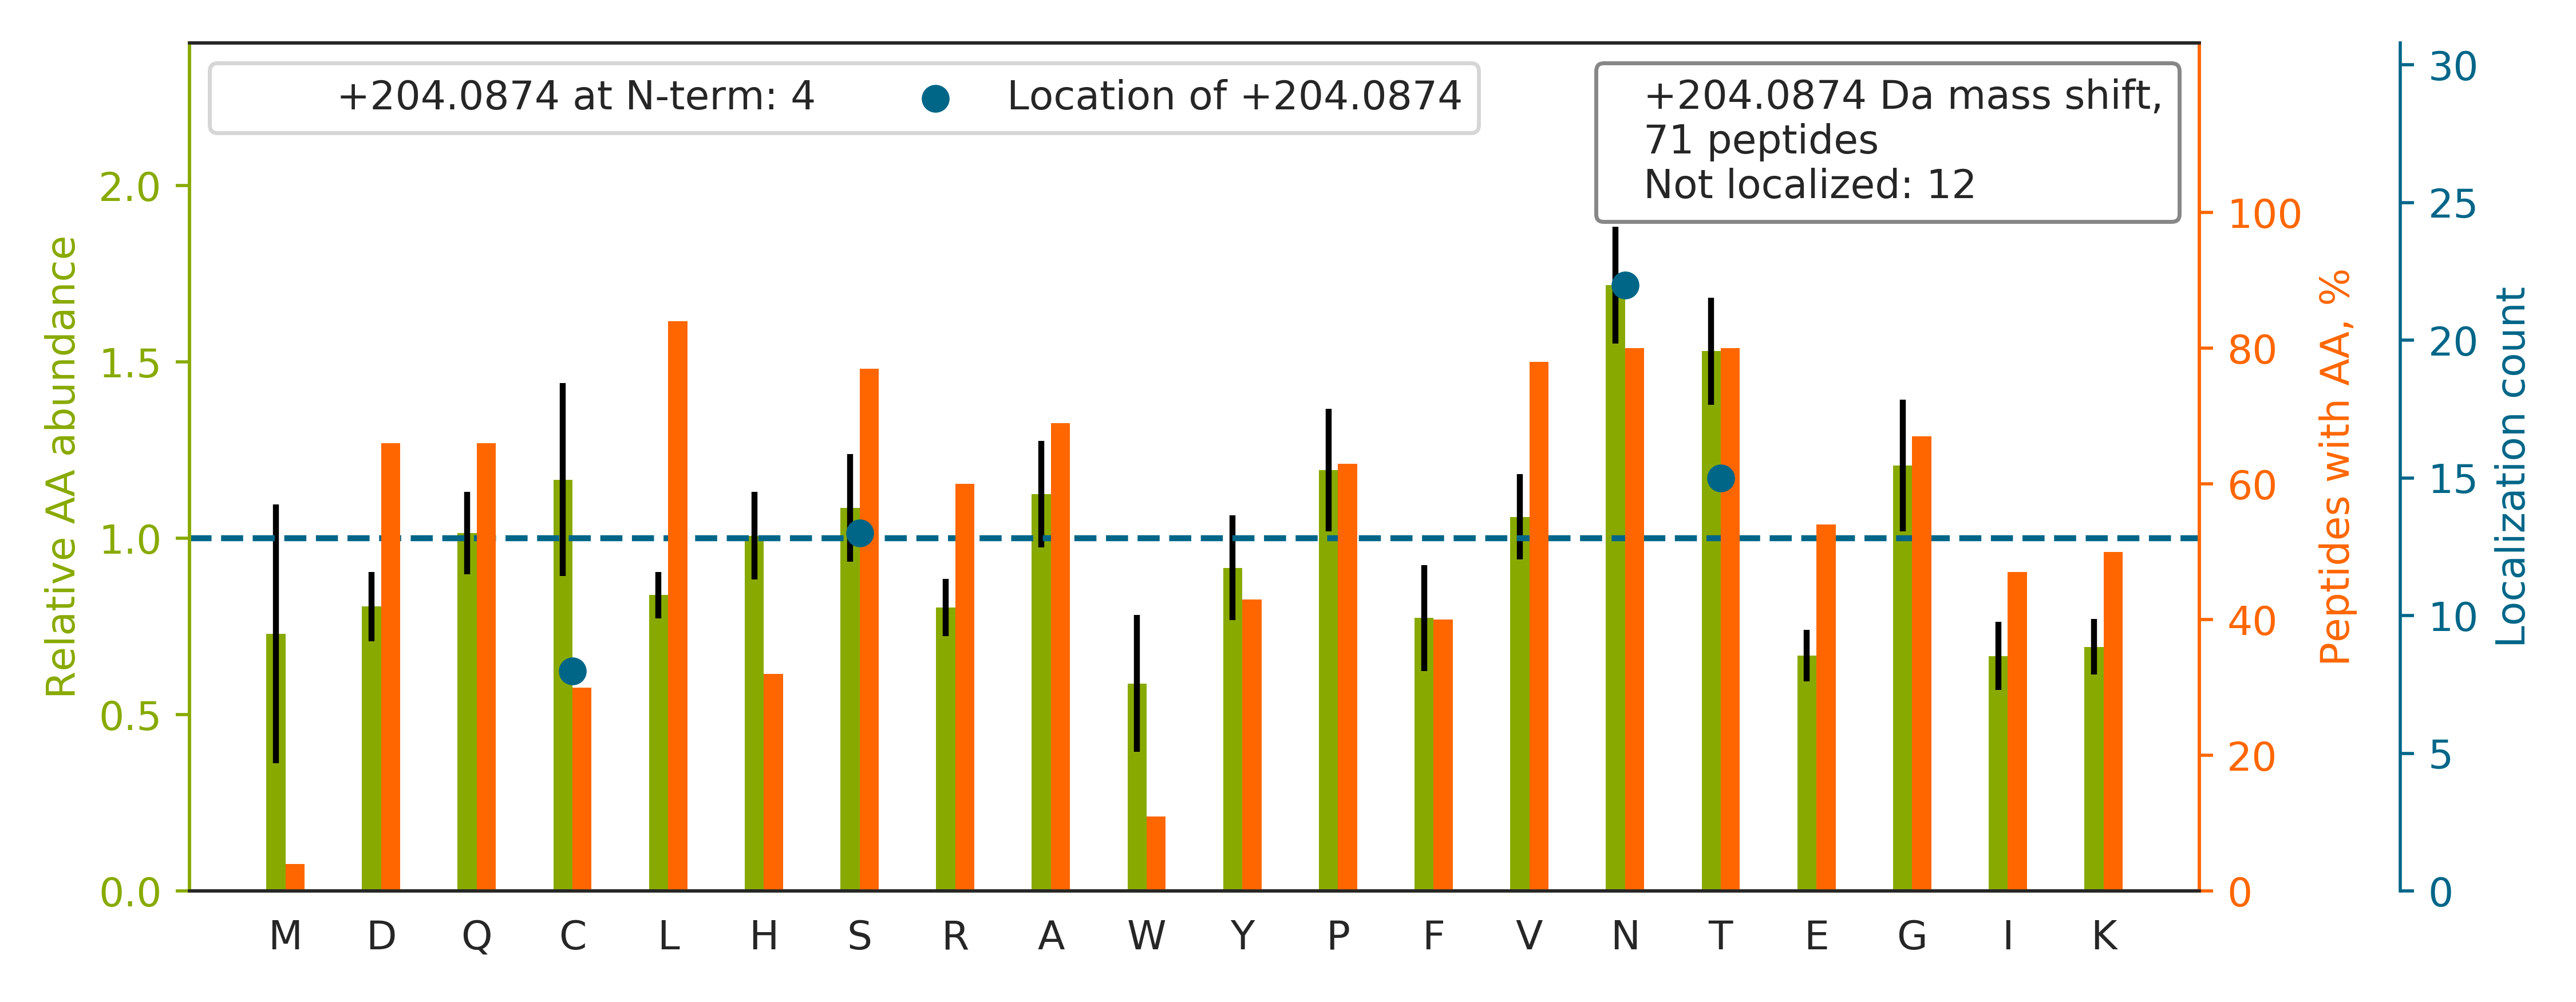 +204.0874 at N-term: 4
Location of +204.0874
+204.0874 Da mass shift,
71 peptides
Not localized: 12
Relative AA abundance
2.0
1.5
1.0
0.5
0.0
Peptides with AA, %
100
80
60
40
20
0
Localization count
30
25
20
15
10
5
0
M D Q C L H S R A W Y P F V N T E G I K